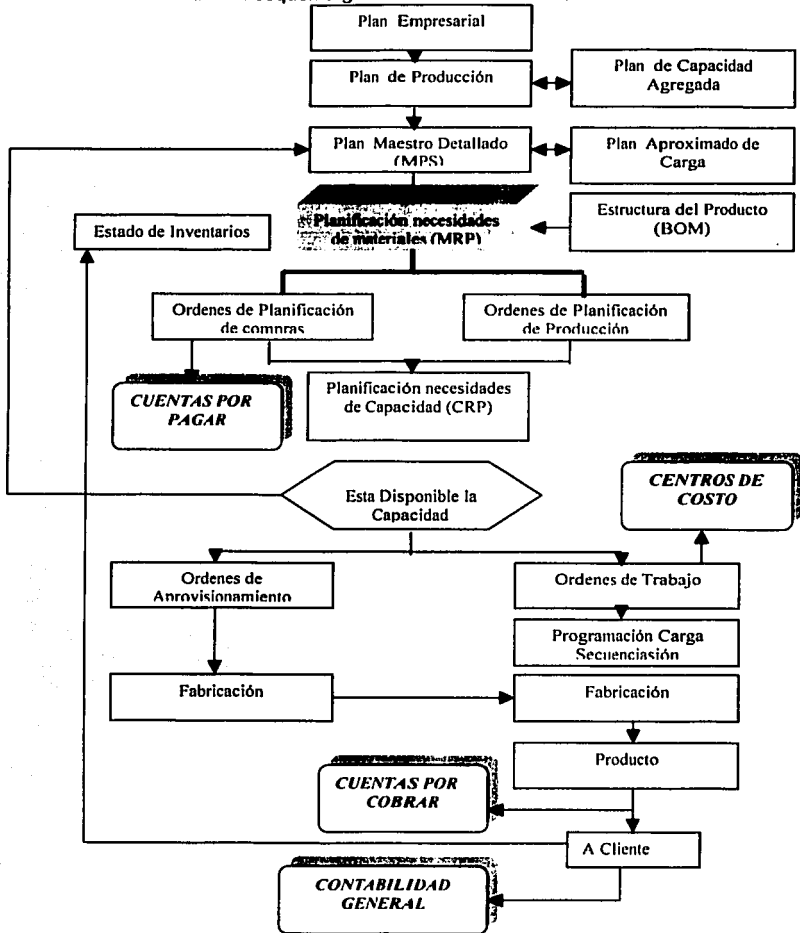 Plan Empresarial
Plan de Producción
Plan de Capacidad
Agregada
Plan Maestro Detallado
(MPS)
Plan Aproximado de
Carga
Estado de Inventarios
Planificación necesidades
de materiales (MRP)
Estructura del Producto
(BOM)
Ordenes de Planificación
de compras
Ordenes de Planificación
de Producción
CUENTAS POR
PAGAR
Planificación necesidades
de Capacidad (CRP)
Esta Disponible la
Capacidad
CENTROS DE
COSTO
Ordenes de
Aprovisionamiento
Ordenes de Trabajo
Programación Carga
Secuenciasión
Fabricación
Fabricación
Producto
CUENTAS POR
COBRAR
A Cliente
CONTABILIDAD
GENERAL